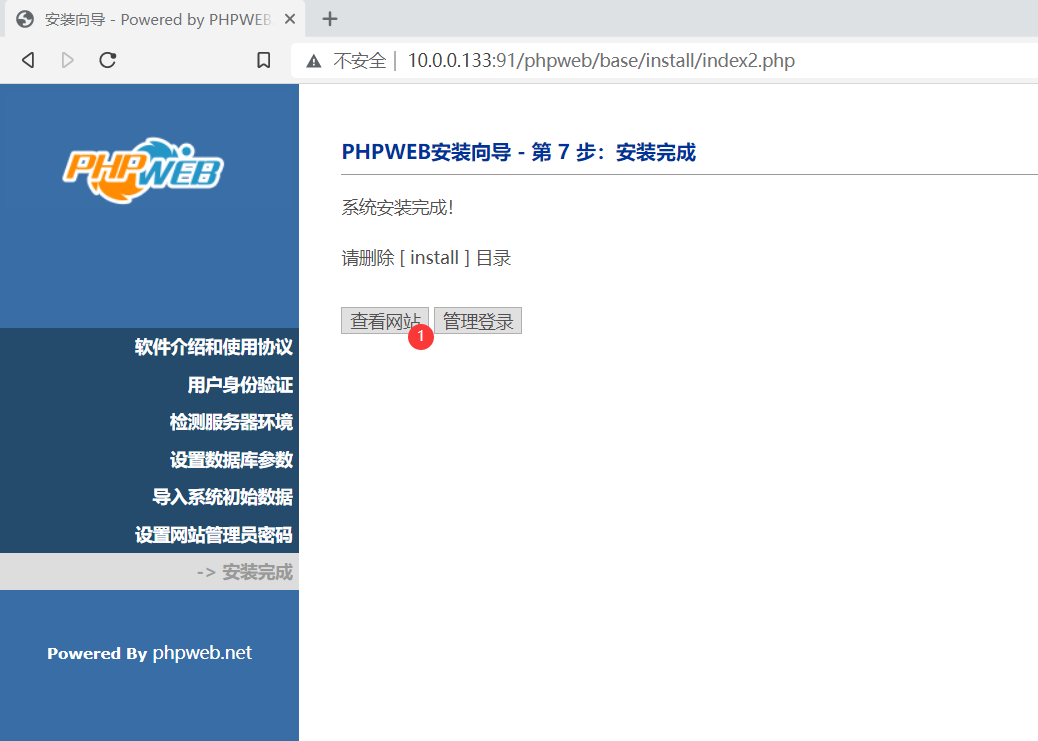 安装向导 - Powered by PHPWEB
不安全 | 10.0.0.133:91/phpweb/base/install/index2.php
PHPWEB
PHPWEB安装向导 - 第 7 步：安装完成
系统安装完成！
请删除 [ install ] 目录
查看网站 管理登录
1
软件介绍和使用协议
用户身份验证
检测服务器环境
设置数据库参数
导入系统初始数据
设置网站管理员密码
-> 安装完成
Powered By phpweb.net